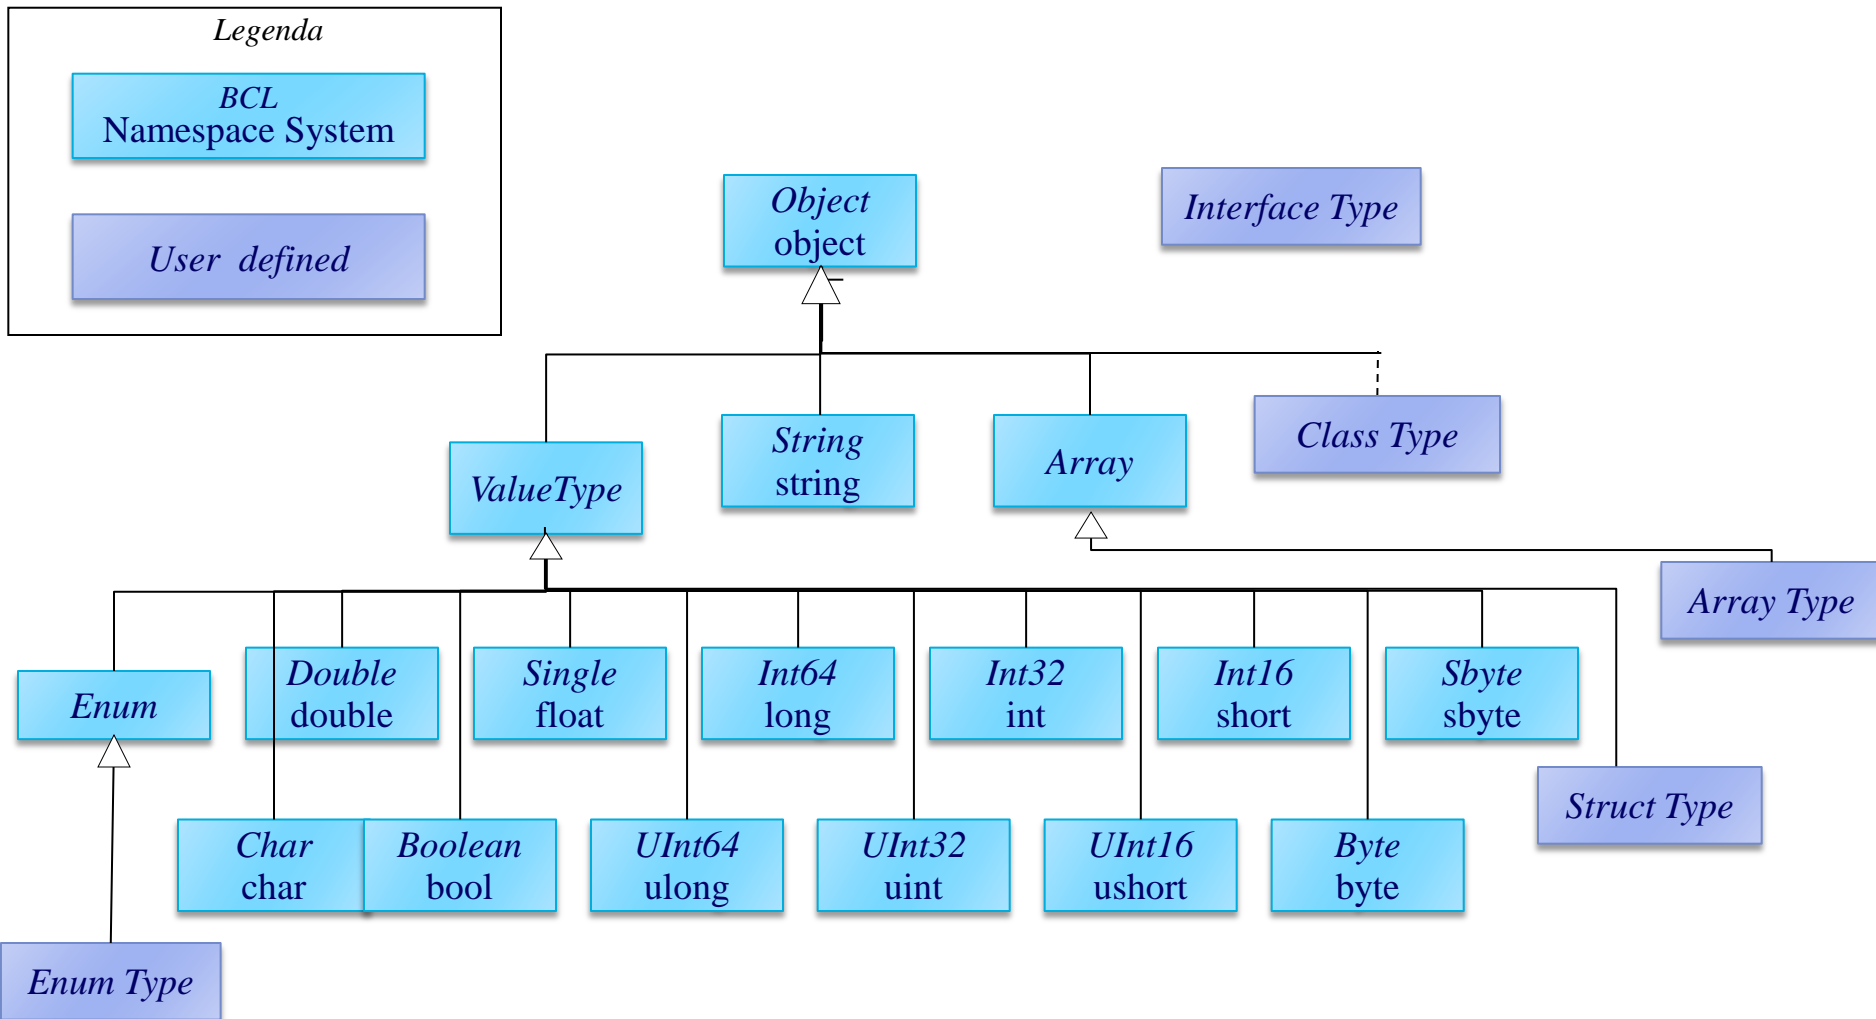 Legenda
BCL
Namespace System
User defined
Object
object
Interface Type
ValueType
String
string
Array
Class Type
Array Type
Enum
Double
double
Single
float
Int64
long
Int32
int
Int16
short
Sbyte
sbyte
Struct Type
Char
char
Boolean
bool
UInt64
ulong
UInt32
uint
UInt16
ushort
Byte
byte
Enum Type